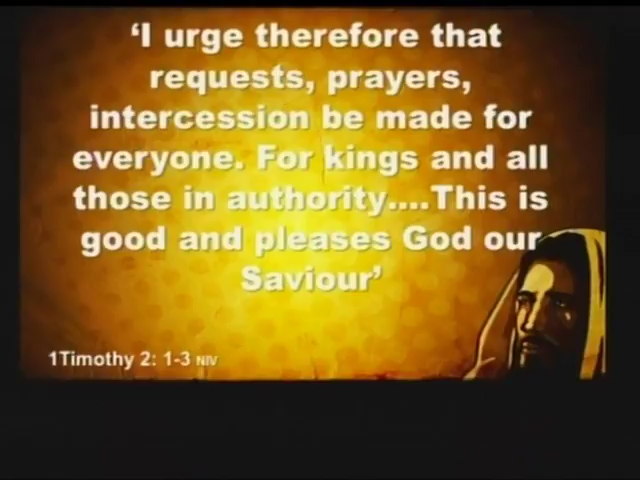 ‘I urge therefore that
requests, prayers,
intercession be made for
everyone. For kings and all
those in authority....This is
good and pleases God our
Saviour’
1Timothy 2: 1-3 NIV